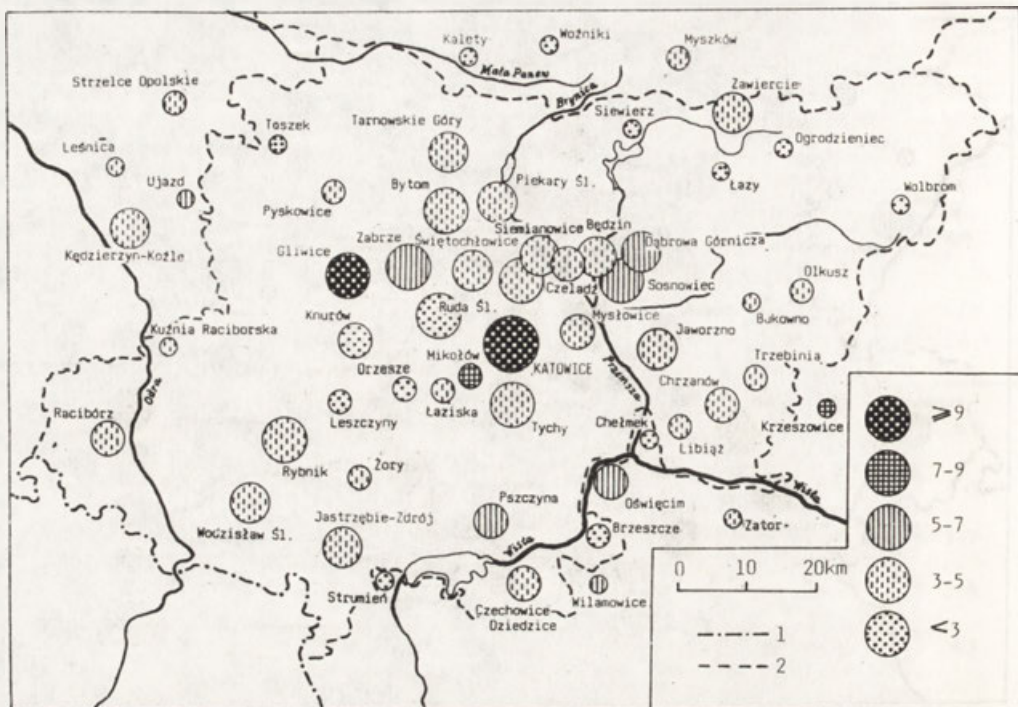 Kalety
Woźniki
Myszków
Mała Panew
Strzelce Opolskie
Brynica
Zawiercie
Toszek
Tarnowskie Góry
Siewierz
Ogrodzieniec
Leśnica
Ujazd
Pyskowice
Bytom
Piekary Śl.
Łazy
Wolbrom
Siemianowice
Będzin
Zabrze
Świętochłowice
Dąbrowa Górnicza
Kędzierzyn-Koźle
Gliwice
Czeladź
Sosnowiec
Olkusz
Knurów
Ruda Śl.
Mysłowice
Bukowno
Kuźnia Raciborska
Mikołów
KATOWICE
Jaworzno
Trzebinia
Odra
Orzesze
Przemsza
Chrzanów
≥9
Racibórz
Leszczyny
Łaziska
Tychy
Chełmek
Libiąż
Krzeszowice
7-9
Rybnik
Żory
Wisła
Pszczyna
Oświęcim
5-7
Wodzisław Śl.
Jastrzębie-Zdrój
Wisła
Brzeszcze
Zator
0 10 20km
3-5
Strumień
Czechowice
Dziedzice
Wilamowice
1
<3
2